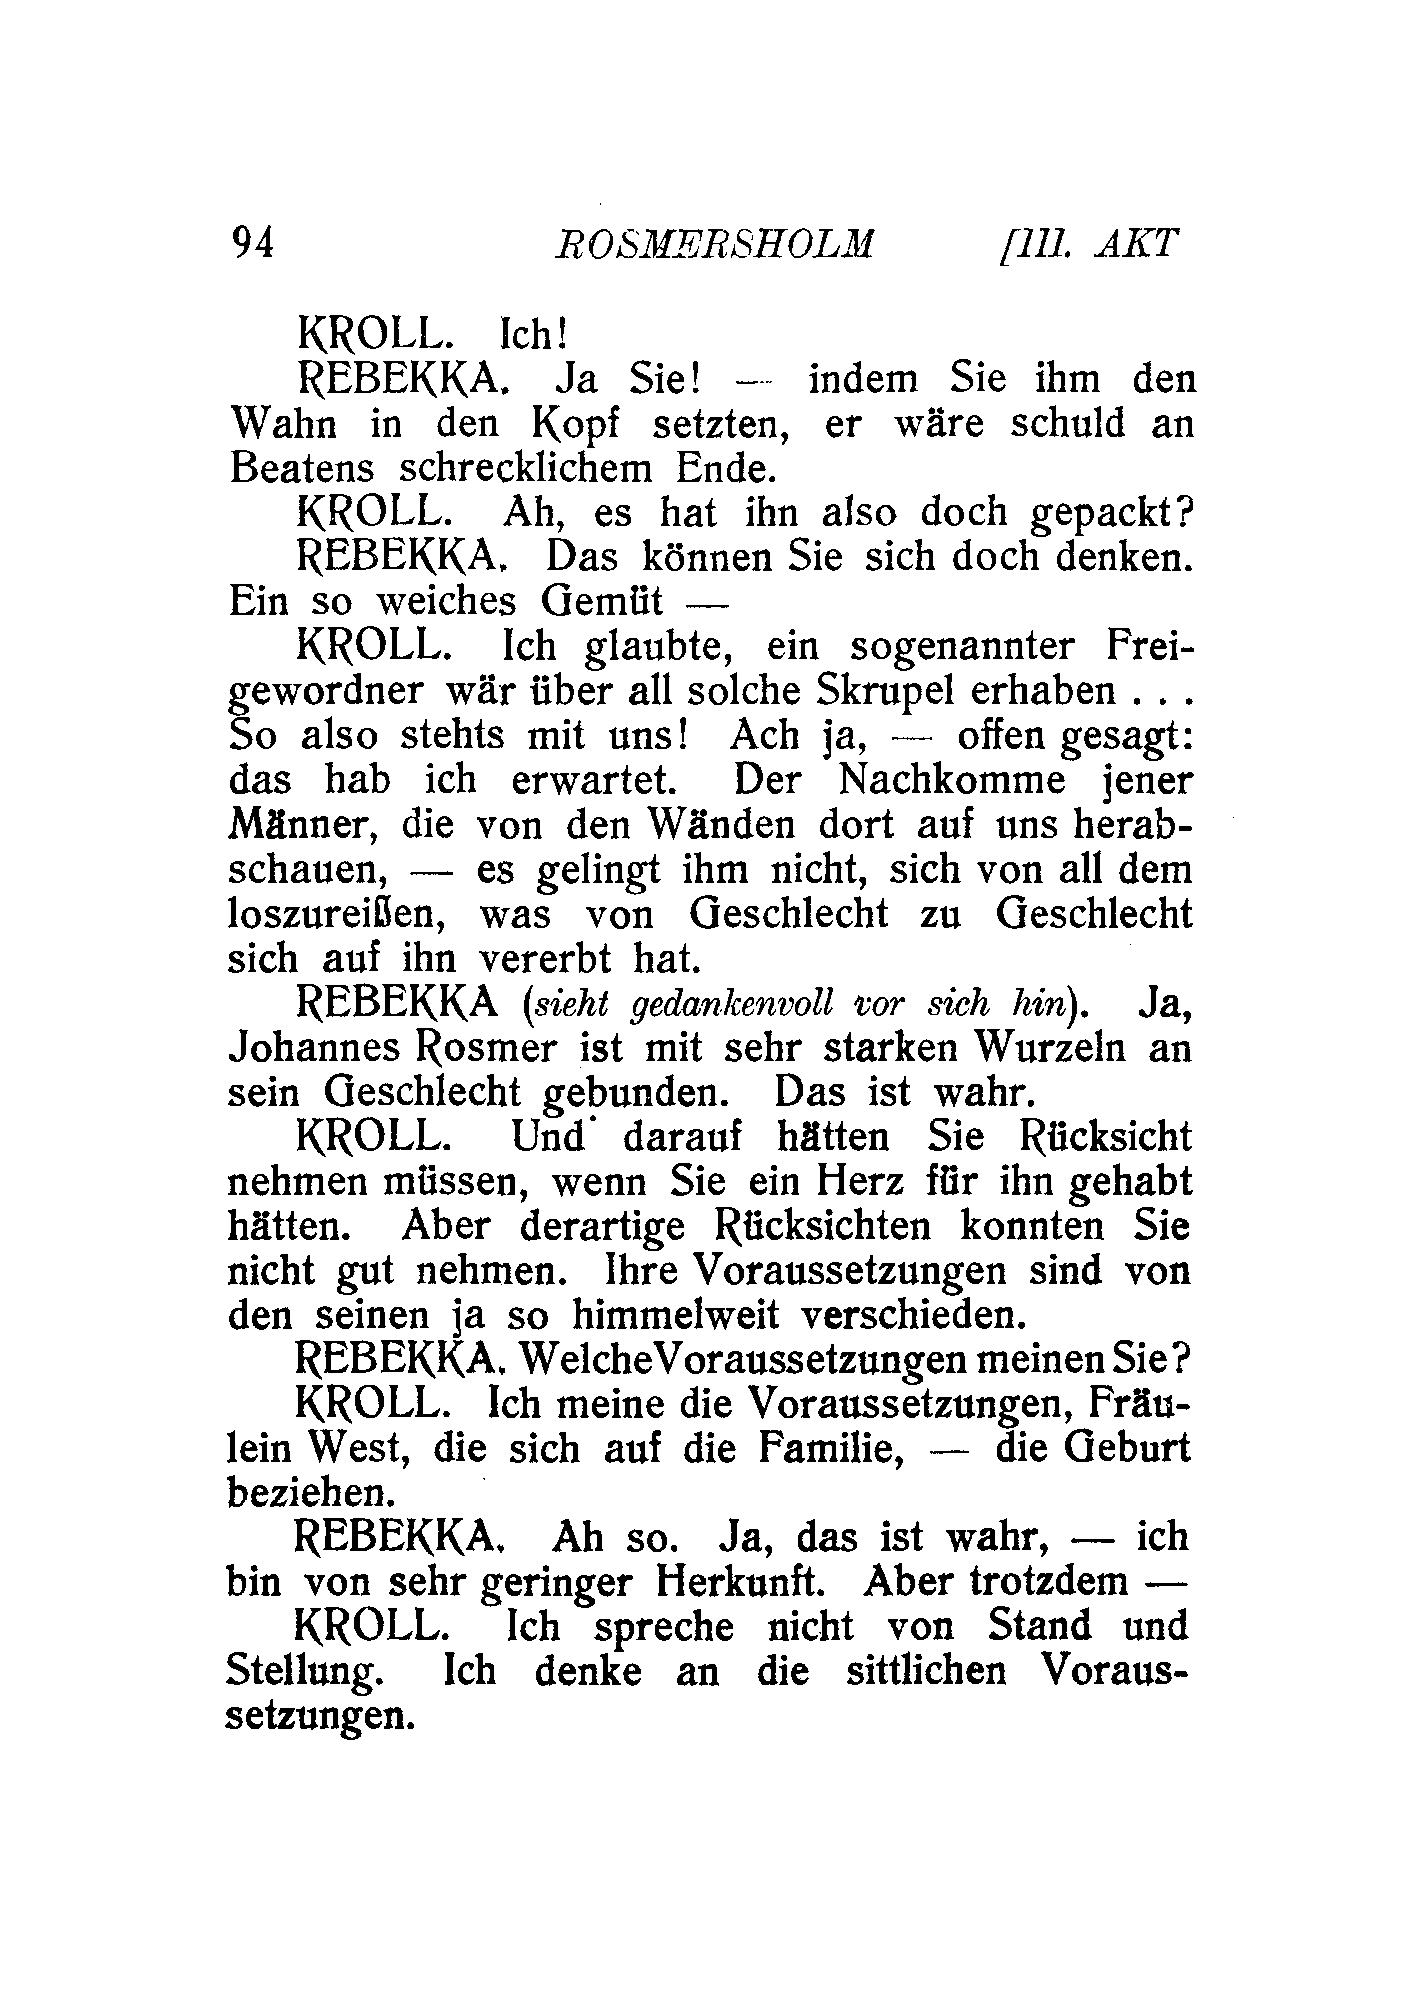 94 ROSMERSHOLM [III. AKT
KROLL. Ich!
REBEKKA. Ja Sie! — indem Sie ihm den
Wahn in den Kopf setzten, er wäre schuld an
Beatens schrecklichem Ende.
KROLL. Ah, es hat ihn also doch gepackt?
REBEKKA. Das können Sie sich doch denken.
Ein so weiches Gemüt —
KROLL. Ich glaubte, ein sogenannter Frei-
gewordner wär über all solche Skrupel erhaben . . .
So also stehts mit uns! Ach ja, — offen gesagt:
das hab ich erwartet. Der Nachkomme jener
Männer, die von den Wänden dort auf uns herab-
schauen, — es gelingt ihm nicht, sich von all dem
loszureißen, was von Geschlecht zu Geschlecht
sich auf ihn vererbt hat.
REBEKKA (sieht gedankenvoll vor sich hin). Ja,
Johannes Rosmer ist mit sehr starken Wurzeln an
sein Geschlecht gebunden. Das ist wahr.
KROLL. Und darauf hätten Sie Rücksicht
nehmen müssen, wenn Sie ein Herz für ihn gehabt
hätten. Aber derartige Rücksichten konnten Sie
nicht gut nehmen. Ihre Voraussetzungen sind von
den seinen ja so himmelweit verschieden.
REBEKKA. Welche Voraussetzungen meinen Sie?
KROLL. Ich meine die Voraussetzungen, Fräu-
lein West, die sich auf die Familie, — die Geburt
beziehen.
REBEKKA. Ah so. Ja, das ist wahr, — ich
bin von sehr geringer Herkunft. Aber trotzdem —
KROLL. Ich spreche nicht von Stand und
Stellung. Ich denke an die sittlichen Voraus-
setzungen.